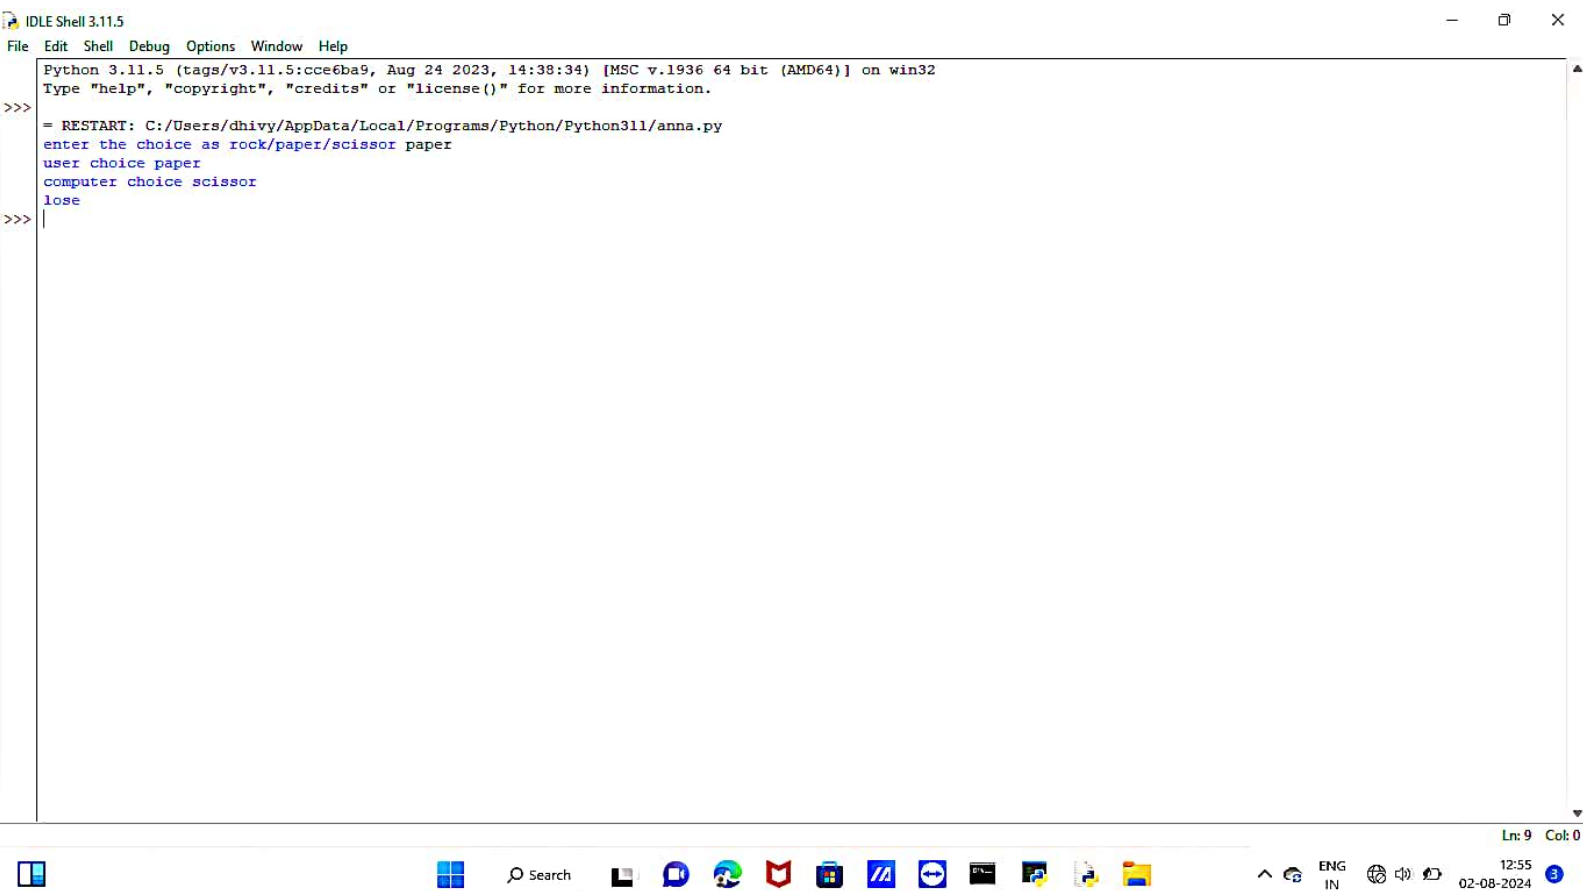 IDLE Shell 3.11.5
File Edit Shell Debug Options Window Help
Python 3.11.5 (tags/v3.11.5:cce6ba9, Aug 24 2023, 14:38:34) [MSC v.1936 64 bit (AMD64)] on win32
Type "help", "copyright", "credits" or "license()" for more information.
>>>
= RESTART: C:/Users/dhivy/AppData/Local/Programs/Python/Python311/anna.py
enter the choice as rock/paper/scissor paper
user choice paper
computer choice scissor
lose
>>>
Ln: 9 Col: 0
Search
ENG
IN
12:55
02-08-2024
3